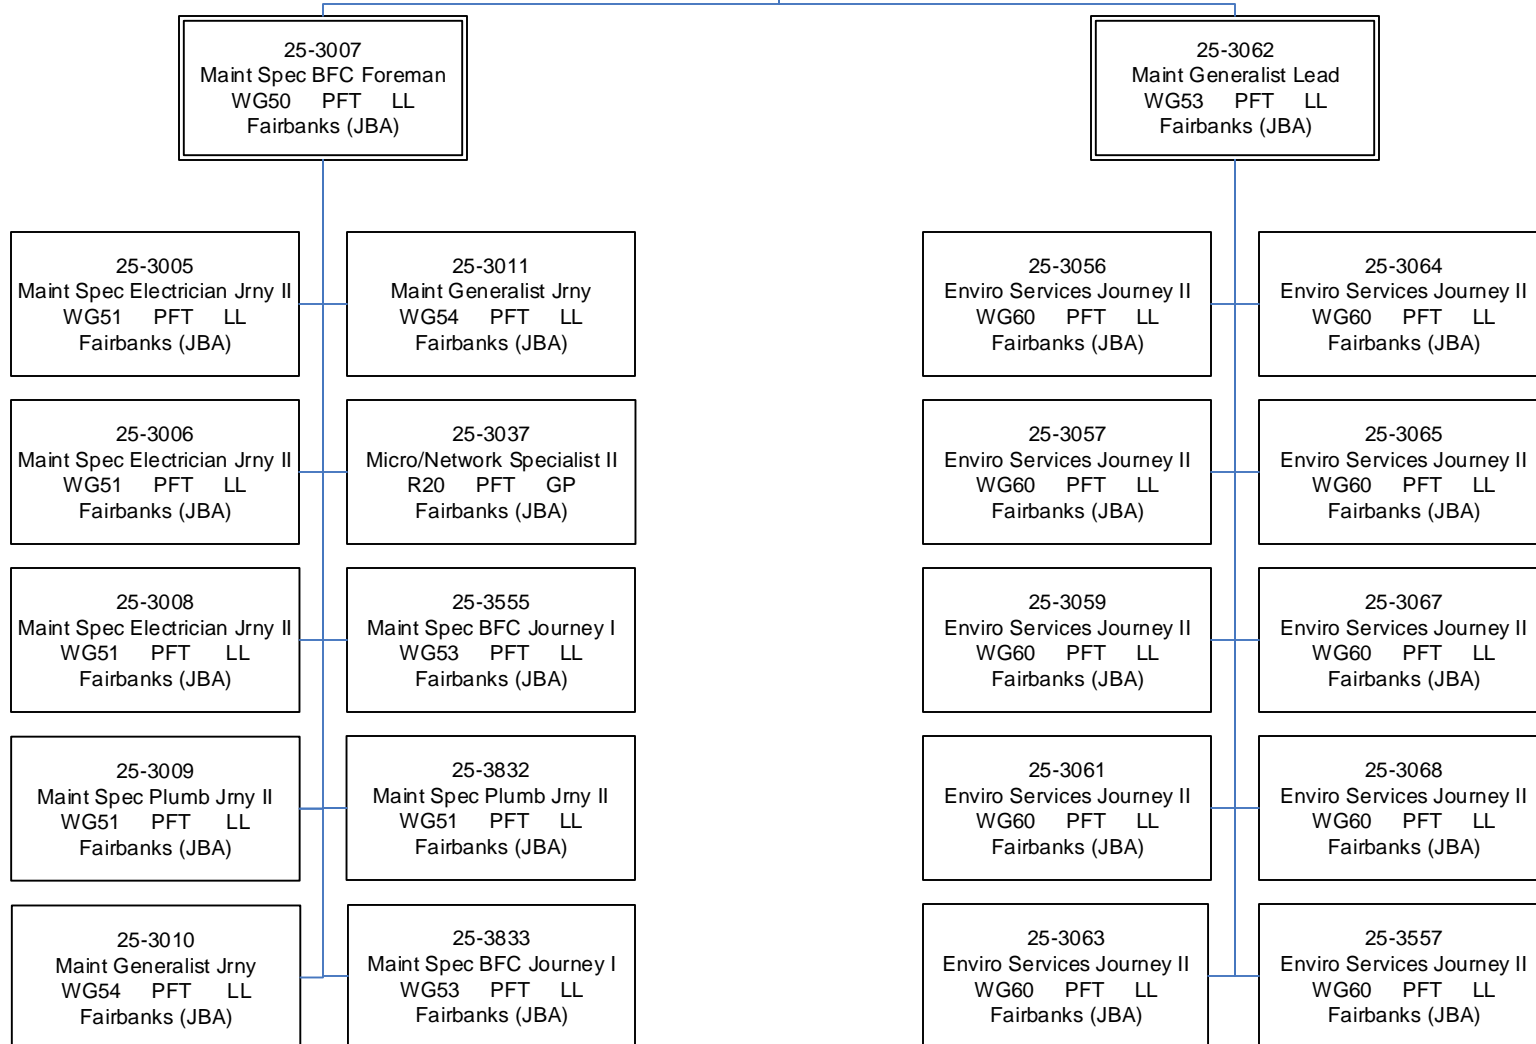 25-3007
Maint Spec BFC Foreman
WG50 PFT LL
Fairbanks (JBA)
25-3062
Maint Generalist Lead
WG53 PFT LL
Fairbanks (JBA)
25-3005
Maint Spec Electrician Jrny II
WG51 PFT LL
Fairbanks (JBA)
25-3011
Maint Generalist Jrny
WG54 PFT LL
Fairbanks (JBA)
25-3056
Enviro Services Journey II
WG60 PFT LL
Fairbanks (JBA)
25-3064
Enviro Services Journey II
WG60 PFT LL
Fairbanks (JBA)
25-3006
Maint Spec Electrician Jrny II
WG51 PFT LL
Fairbanks (JBA)
25-3037
Micro/Network Specialist II
R20 PFT GP
Fairbanks (JBA)
25-3057
Enviro Services Journey II
WG60 PFT LL
Fairbanks (JBA)
25-3065
Enviro Services Journey II
WG60 PFT LL
Fairbanks (JBA)
25-3008
Maint Spec Electrician Jrny II
WG51 PFT LL
Fairbanks (JBA)
25-3555
Maint Spec BFC Journey I
WG53 PFT LL
Fairbanks (JBA)
25-3059
Enviro Services Journey II
WG60 PFT LL
Fairbanks (JBA)
25-3067
Enviro Services Journey II
WG60 PFT LL
Fairbanks (JBA)
25-3009
Maint Spec Plumb Jrny II
WG51 PFT LL
Fairbanks (JBA)
25-3832
Maint Spec Plumb Jrny II
WG51 PFT LL
Fairbanks (JBA)
25-3061
Enviro Services Journey II
WG60 PFT LL
Fairbanks (JBA)
25-3068
Enviro Services Journey II
WG60 PFT LL
Fairbanks (JBA)
25-3010
Maint Generalist Jrny
WG54 PFT LL
Fairbanks (JBA)
25-3833
Maint Spec BFC Journey I
WG53 PFT LL
Fairbanks (JBA)
25-3063
Enviro Services Journey II
WG60 PFT LL
Fairbanks (JBA)
25-3557
Enviro Services Journey II
WG60 PFT LL
Fairbanks (JBA)